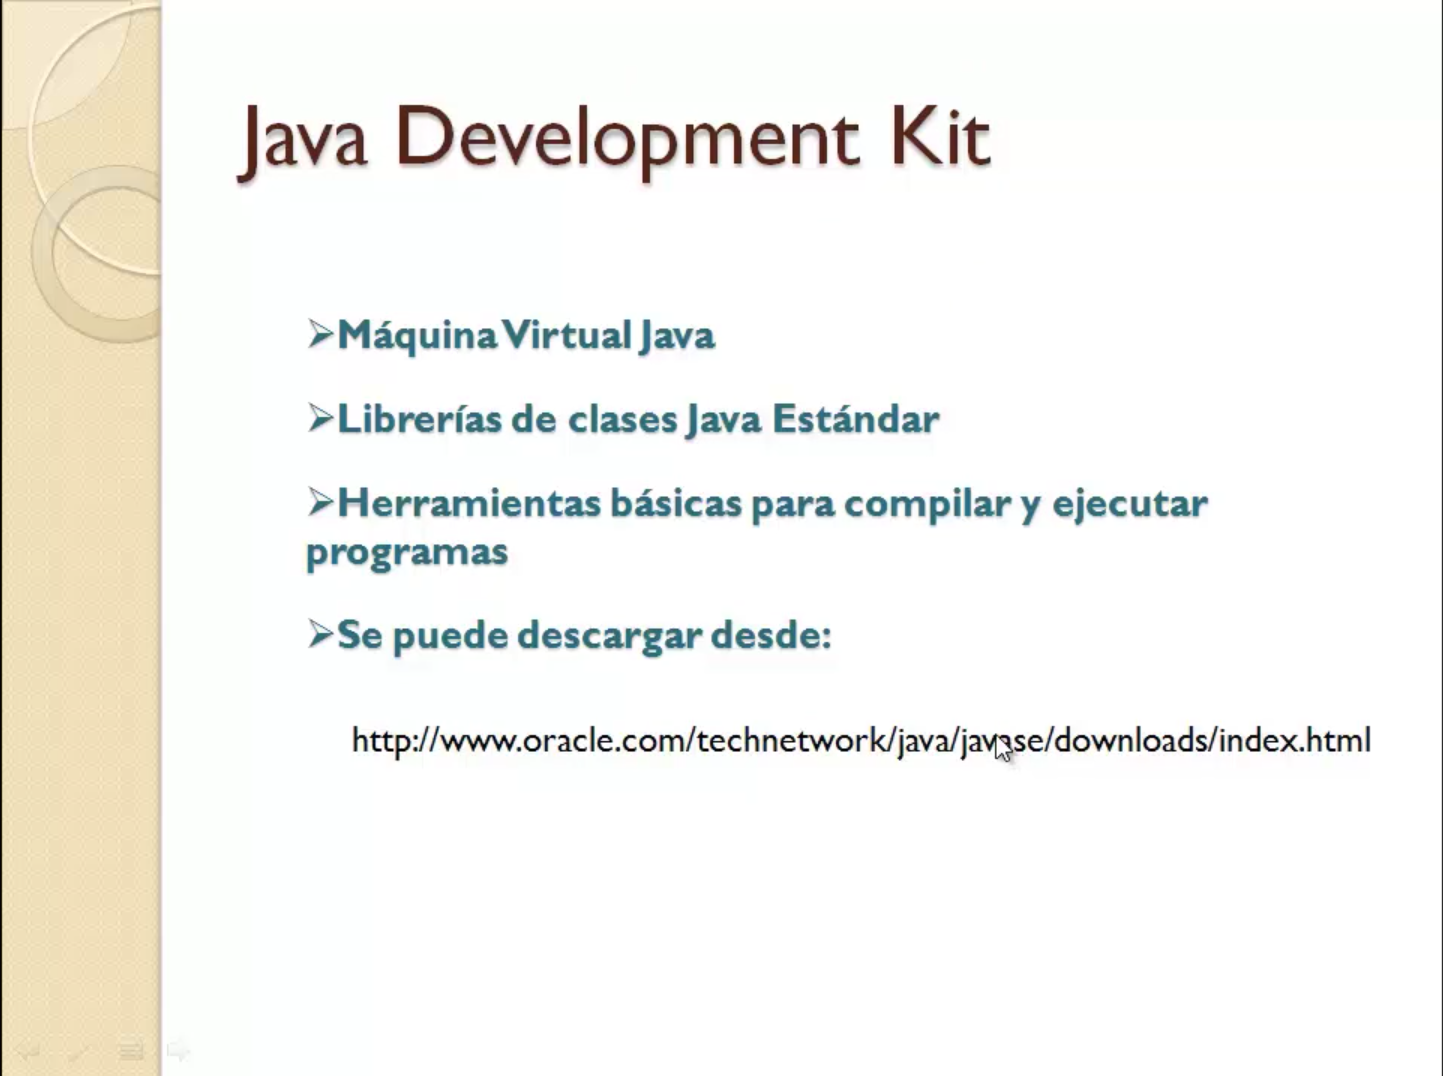 Java Development Kit
➢Máquina Virtual Java
➢Librerías de clases Java Estándar
➢Herramientas básicas para compilar y ejecutar
programas
➢Se puede descargar desde:
http://www.oracle.com/technetwork/java/javase/downloads/index.html